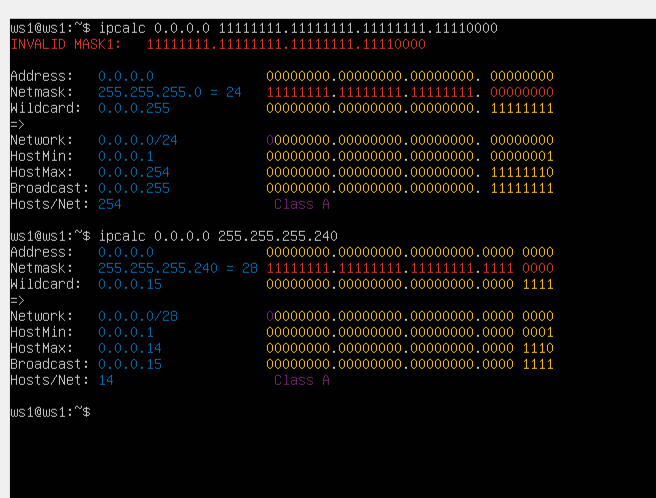 ws1@ws1:~$ ipcalc 0.0.0.0 11111111.11111111.11111111.11110000
INVALID MASK1:   11111111.11111111.11111111.11110000
Address:   0.0.0.0              00000000.00000000.00000000. 00000000
Netmask:   255.255.255.0 = 24   11111111.11111111.11111111. 00000000
Wildcard:  0.0.0.255            00000000.00000000.00000000. 11111111
=>
Network:   0.0.0.0/24           00000000.00000000.00000000. 00000000
HostMin:   0.0.0.1              00000000.00000000.00000000. 00000001
HostMax:   0.0.0.254            00000000.00000000.00000000. 11111110
Broadcast: 0.0.0.255            00000000.00000000.00000000. 11111111
Hosts/Net: 254                   Class A
ws1@ws1:~$ ipcalc 0.0.0.0 255.255.255.240
Address:   0.0.0.0              00000000.00000000.00000000.0000 0000
Netmask:   255.255.255.240 = 28 11111111.11111111.11111111.1111 0000
Wildcard:  0.0.0.15             00000000.00000000.00000000.0000 1111
=>
Network:   0.0.0.0/28           00000000.00000000.00000000.0000 0000
HostMin:   0.0.0.1              00000000.00000000.00000000.0000 0001
HostMax:   0.0.0.14             00000000.00000000.00000000.0000 1110
Broadcast: 0.0.0.15             00000000.00000000.00000000.0000 1111
Hosts/Net: 14                    Class A
ws1@ws1:~$